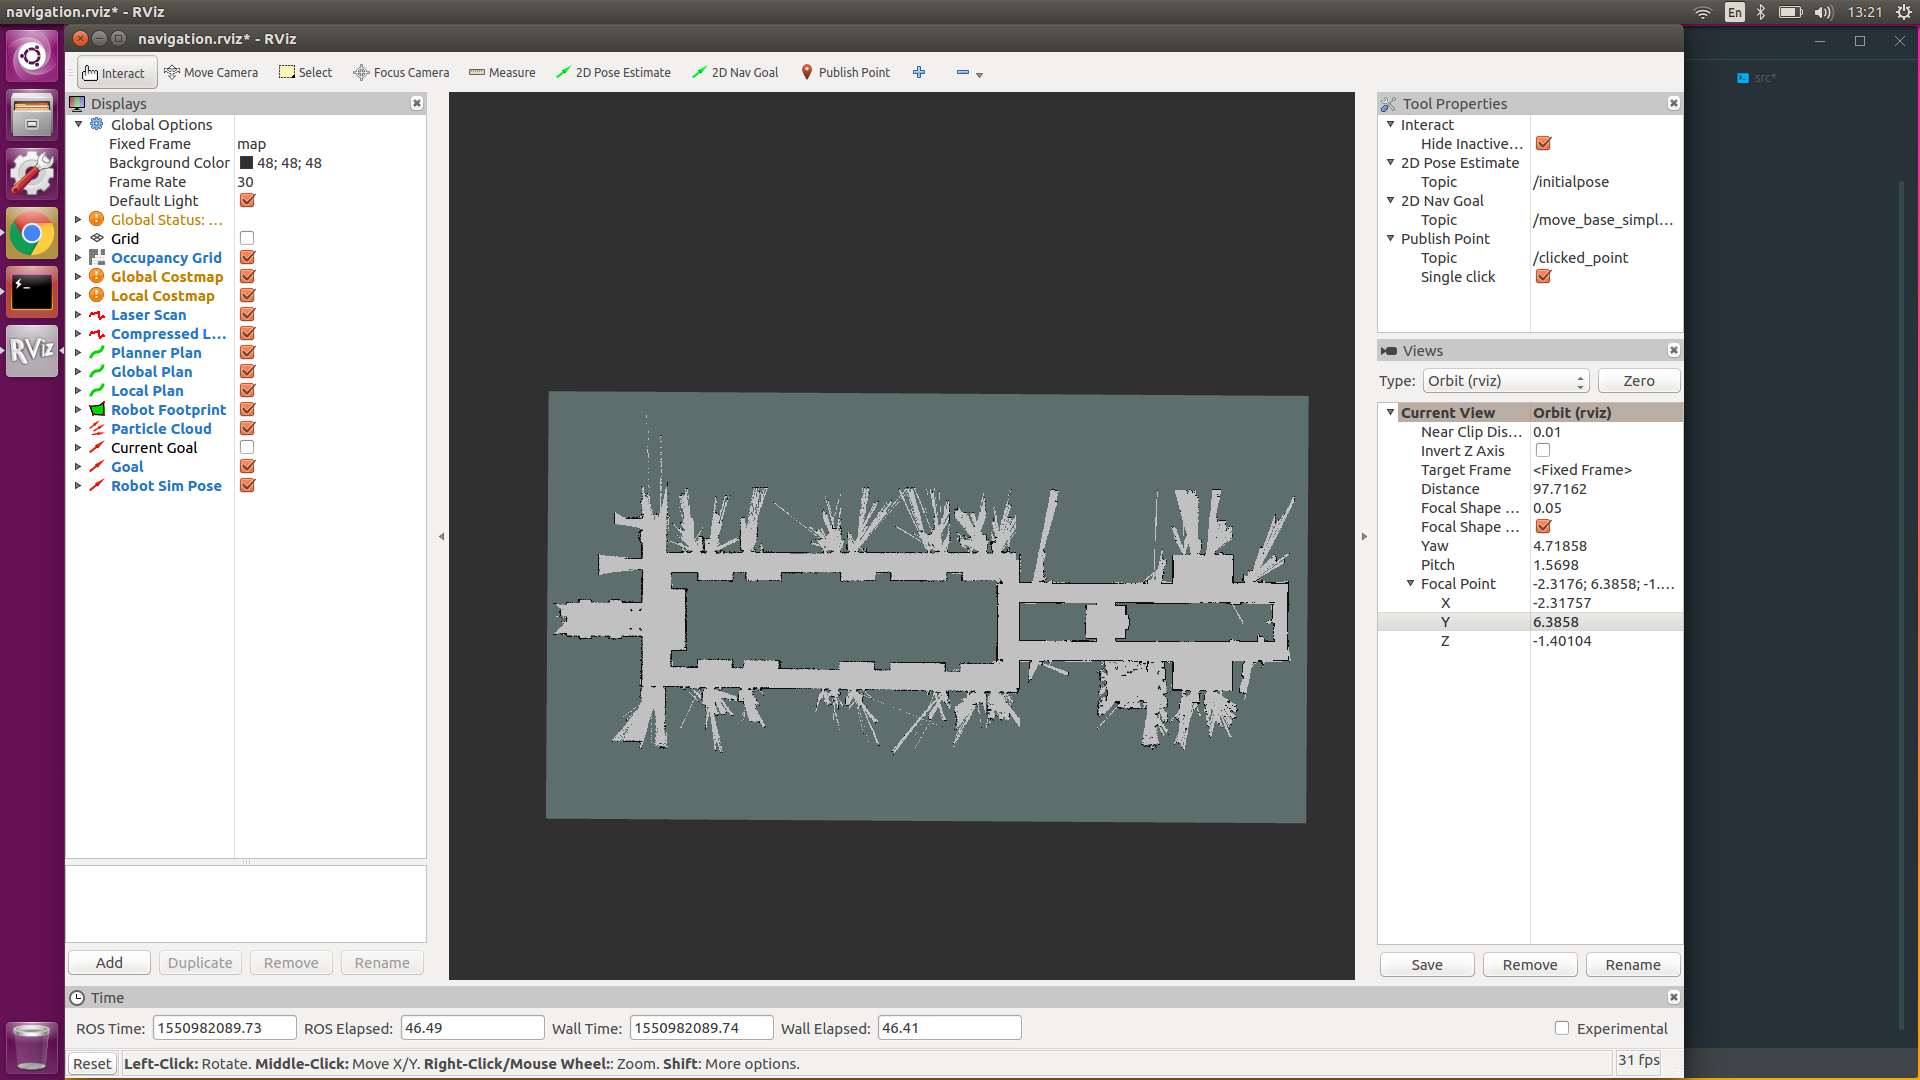 navigation.rviz* - RViz
En
13:21
navigation.rviz* - RViz
src*
Interact
Move Camera
Select
Focus Camera
Measure
2D Pose Estimate
2D Nav Goal
Publish Point
Displays
Global Options
Fixed Frame map
Background Color 48; 48; 48
Frame Rate 30
Default Light
Global Status: ...
Grid
Occupancy Grid
Global Costmap
Local Costmap
Laser Scan
Compressed L...
Planner Plan
Global Plan
Local Plan
Robot Footprint
Particle Cloud
Current Goal
Goal
Robot Sim Pose
Add
Duplicate
Remove
Rename
RViz
Tool Properties
Interact
Hide Inactive...
2D Pose Estimate
Topic /initialpose
2D Nav Goal
Topic /move_base_simpl...
Publish Point
Topic /clicked_point
Single click
Views
Type: Orbit (rviz) Zero
Current View Orbit (rviz)
Near Clip Dis... 0.01
Invert Z Axis
Target Frame <Fixed Frame>
Distance 97.7162
Focal Shape ... 0.05
Focal Shape ...
Yaw 4.71858
Pitch 1.5698
Focal Point -2.3176; 6.3858; -1....
X -2.31757
Y 6.3858
Z -1.40104
Save
Remove
Rename
Time
ROS Time: 1550982089.73 ROS Elapsed: 46.49 Wall Time: 1550982089.74 Wall Elapsed: 46.41 Experimental
Reset Left-Click: Rotate. Middle-Click: Move X/Y. Right-Click/Mouse Wheel:: Zoom. Shift: More options. 31 fps